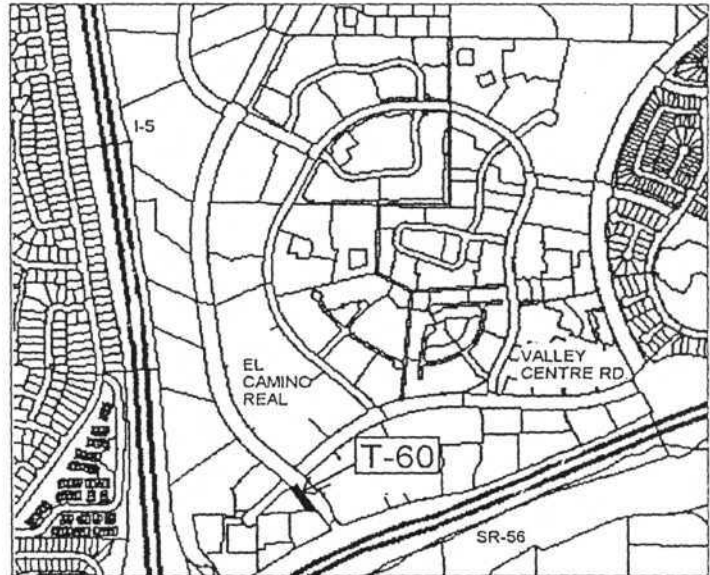 I-5
EL
CAMINO
REAL
VALLEY
CENTRE RD.
T-60
SR-56